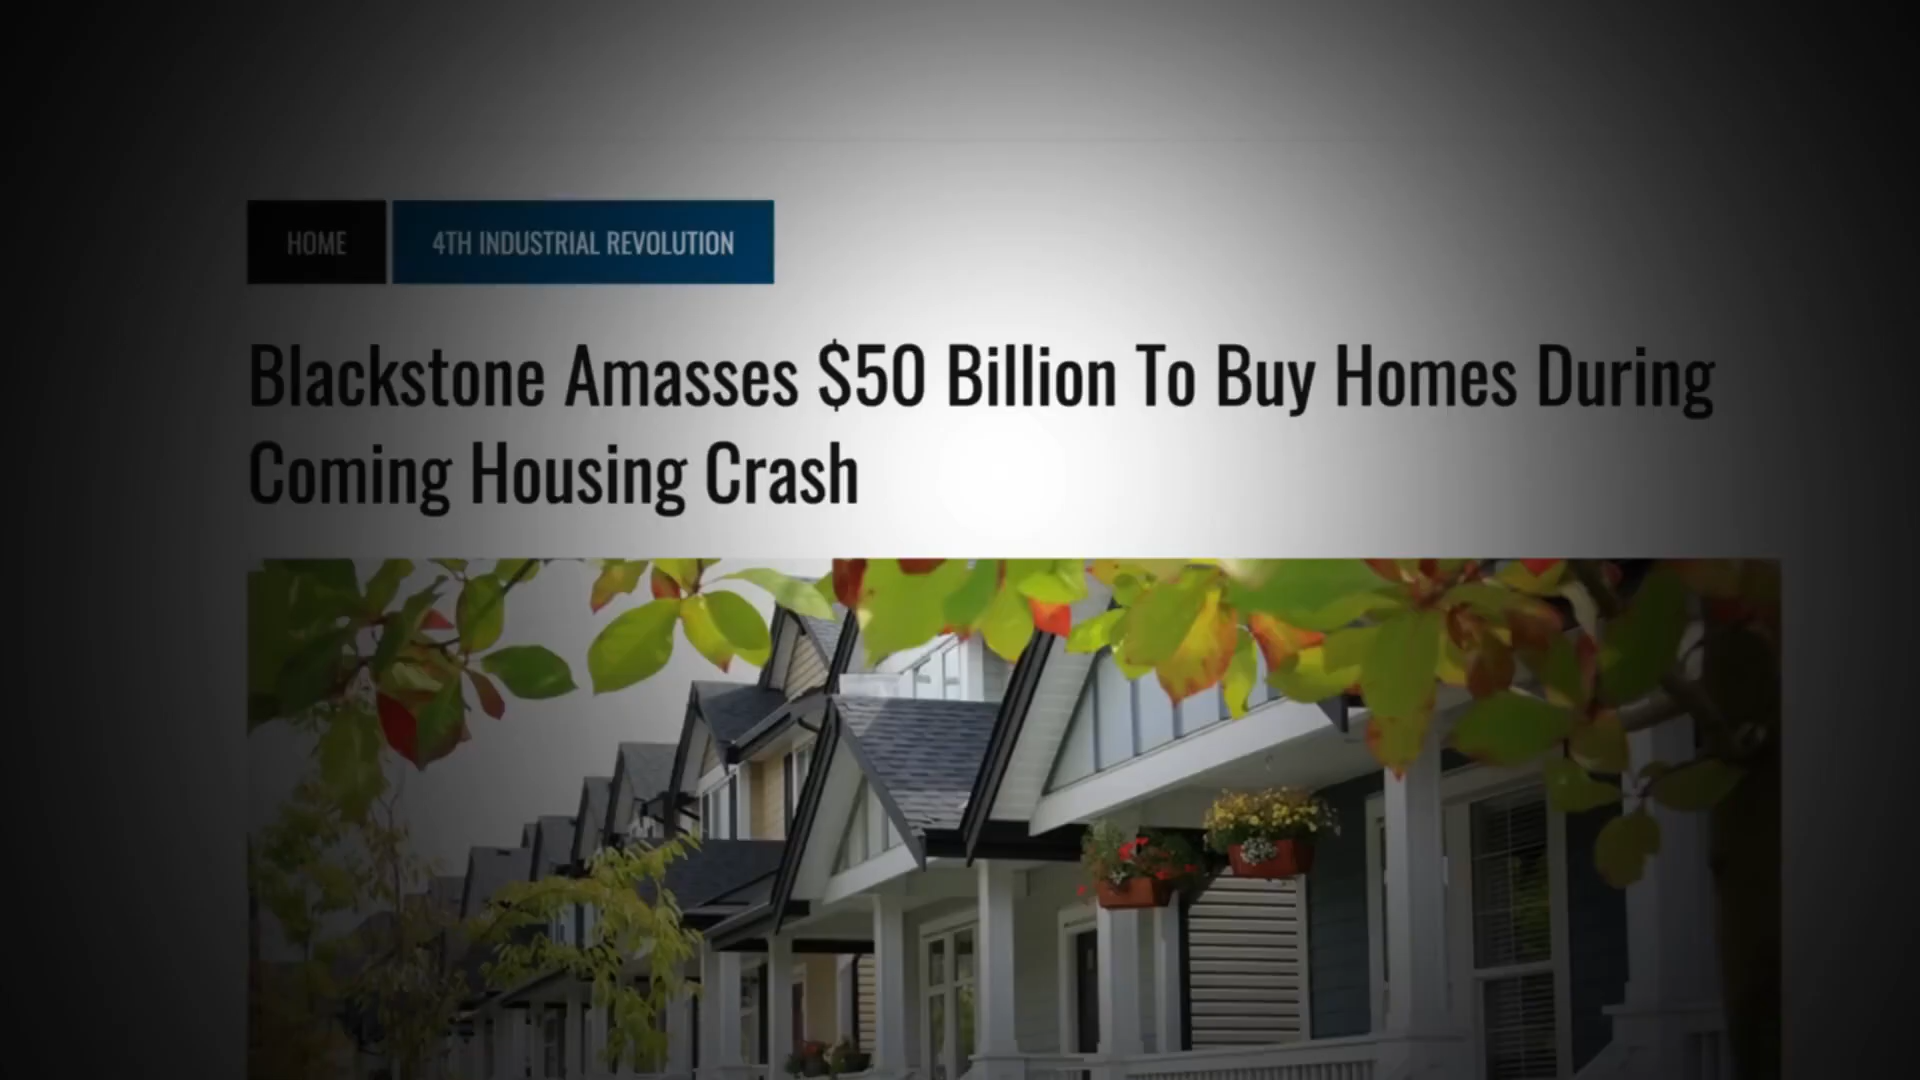 HOME
4TH INDUSTRIAL REVOLUTION
Blackstone Amasses $50 Billion To Buy Homes During
Coming Housing Crash